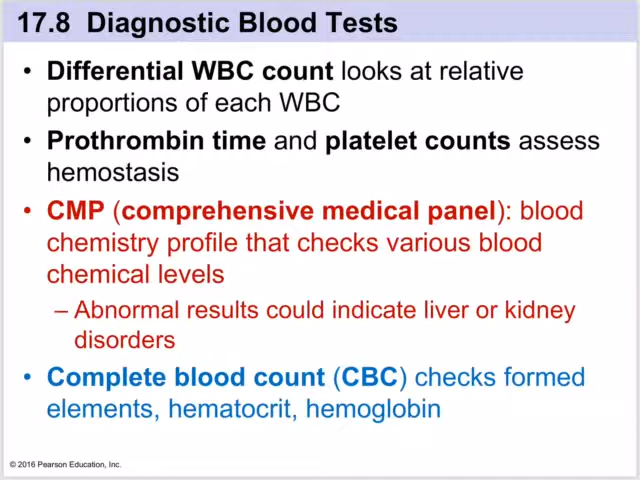 17.8 Diagnostic Blood Tests
• Differential WBC count looks at relative
proportions of each WBC
• Prothrombin time and platelet counts assess
hemostasis
• CMP (comprehensive medical panel): blood
chemistry profile that checks various blood
chemical levels
– Abnormal results could indicate liver or kidney
disorders
• Complete blood count (CBC) checks formed
elements, hematocrit, hemoglobin
© 2016 Pearson Education, Inc.